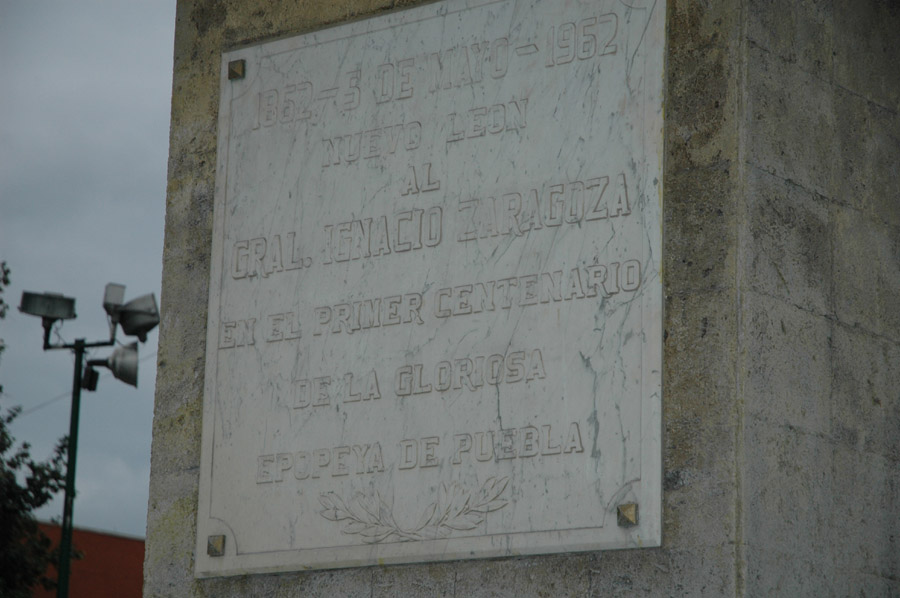 1862-5 DE MAYO-1962
NUEVO LEON
AL
GRAL. IGNACIO ZARAGOZA
EN EL PRIMER CENTENARIO
DE LA GLORIOSA
EPOPEYA DE PUEBLA